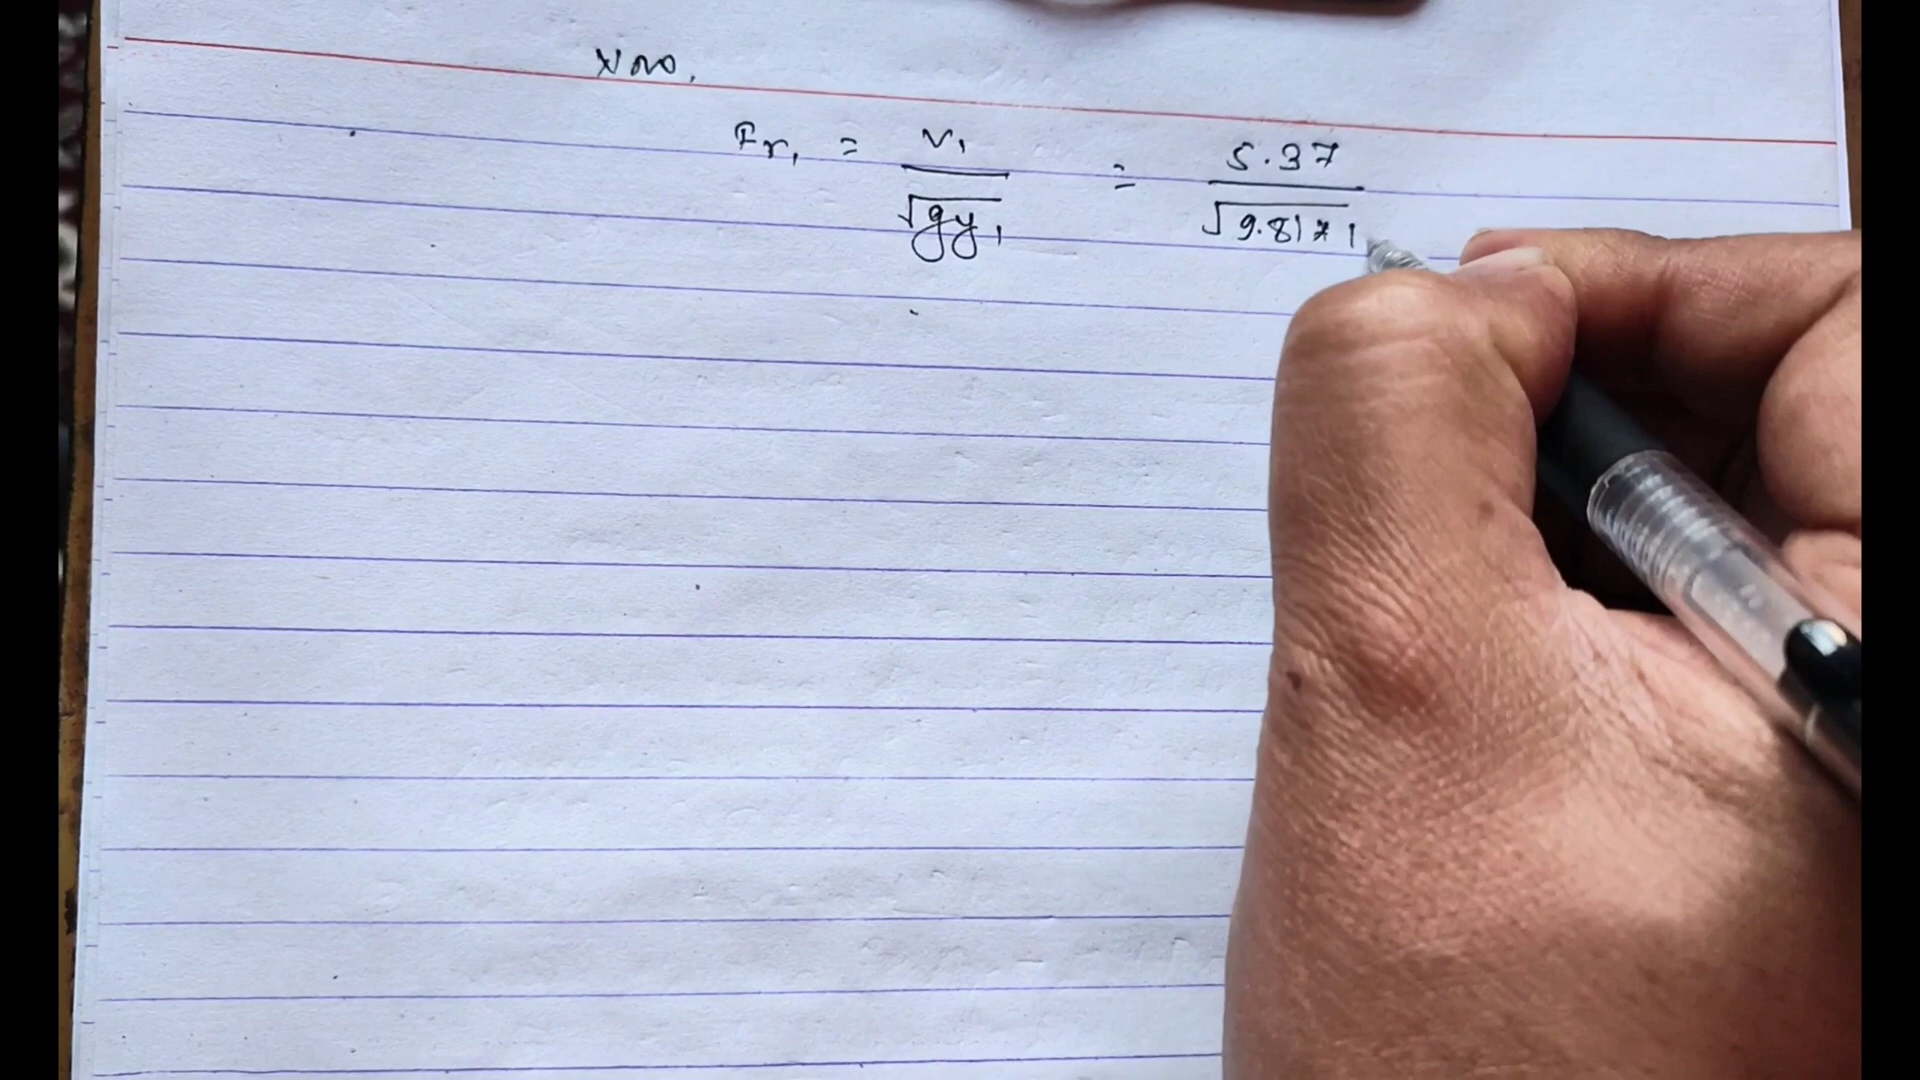 Now,
Fr₁ = V₁ / √gy₁ = 5.37 / √9.81*1